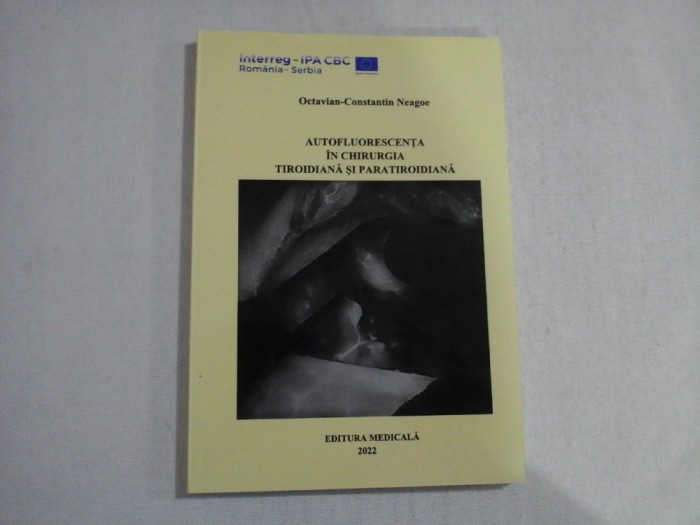 Interreg - IPA CBC
România - Serbia
Octavian-Constantin Neagoe
AUTOFLUORESCENȚA
ÎN CHIRURGIA
TIROIDIANĂ ȘI PARATIROIDIANĂ
EDITURA MEDICALĂ
2022